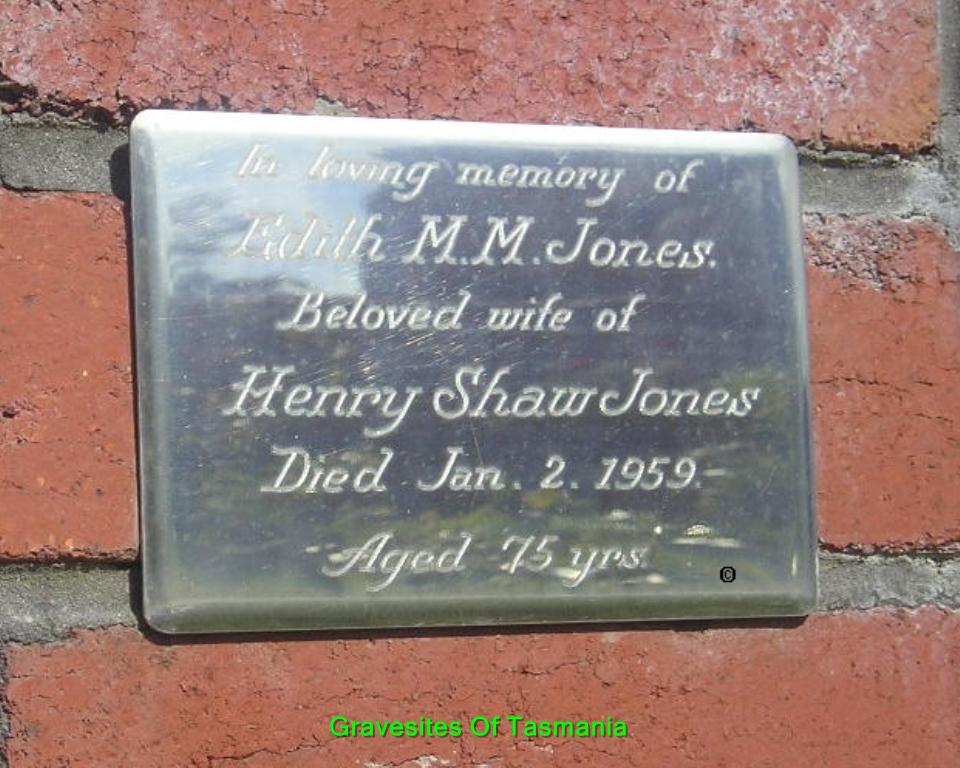 In loving memory of
Edith M.M. Jones.
Beloved wife of
Henry Shaw Jones
Died Jan. 2. 1959.
Aged 75 yrs.
©
Gravesites Of Tasmania